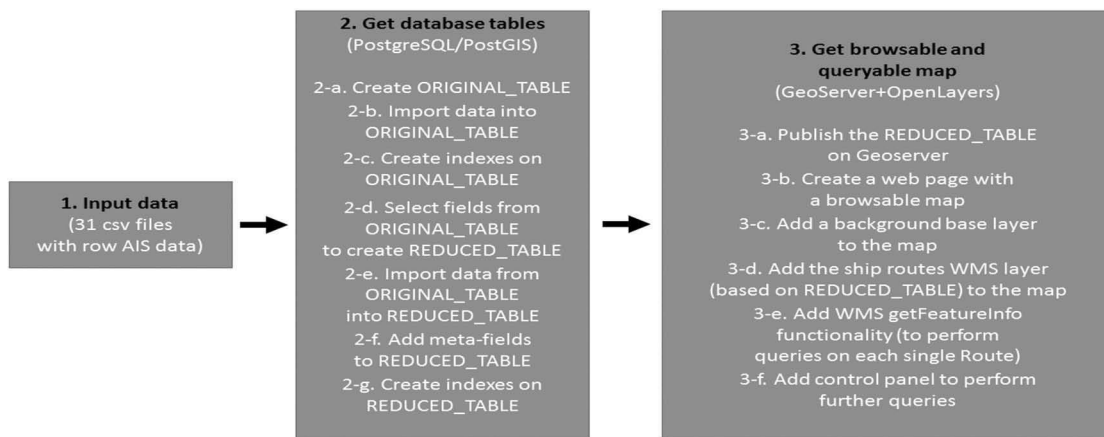 1. Input data
(31 csv files
with row AIS data)
2. Get database tables
(PostgreSQL/PostGIS)
2-a. Create ORIGINAL_TABLE
2-b. Import data into
ORIGINAL_TABLE
2-c. Create indexes on
ORIGINAL_TABLE
2-d. Select fields from
ORIGINAL_TABLE
to create REDUCED_TABLE
2-e. Import data from
ORIGINAL_TABLE
into REDUCED_TABLE
2-f. Add meta-fields
to REDUCED_TABLE
2-g. Create indexes on
REDUCED_TABLE
3. Get browsable and
queryable map
(GeoServer+OpenLayers)
3-a. Publish the REDUCED_TABLE
on Geoserver
3-b. Create a web page with
a browsable map
3-c. Add a background base layer
to the map
3-d. Add the ship routes WMS layer
(based on REDUCED_TABLE) to the map
3-e. Add WMS getFeatureInfo
functionality (to perform
queries on each single Route)
3-f. Add control panel to perform
further queries